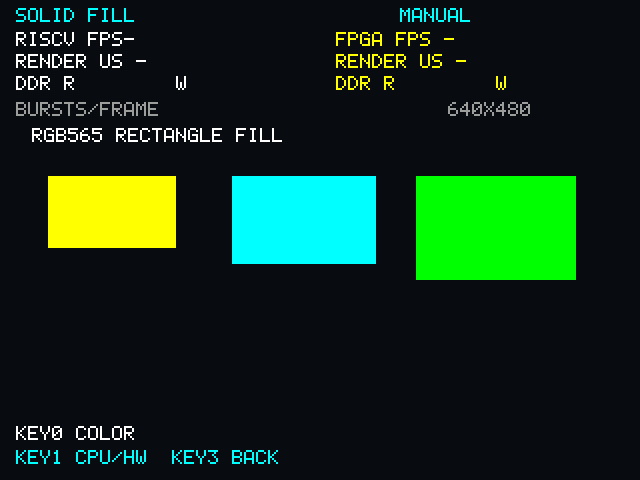 SOLID FILL MANUAL
RISCV FPS- FPGA FPS -
RENDER US - RENDER US -
DDR R W DDR R W
BURSTS/FRAME 640X480
RGB565 RECTANGLE FILL
KEY0 COLOR
KEY1 CPU/HW KEY3 BACK